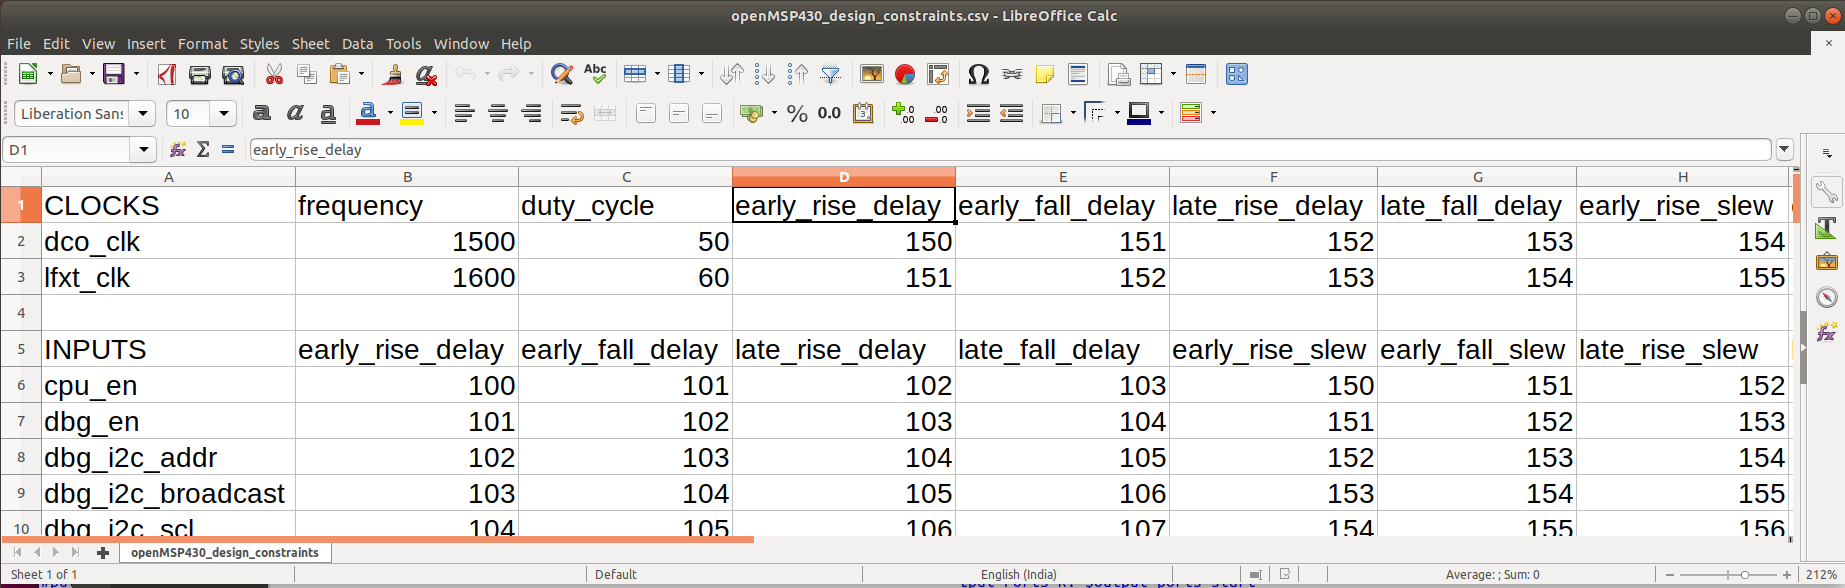 openMSP430_design_constraints.csv - LibreOffice Calc
File Edit View Insert Format Styles Sheet Data Tools Window Help
Abc
Liberation Sans 10 a a a a % 0.0
D1 fx Σ = early_rise_delay
A B C D E F G H
1 CLOCKS frequency duty_cycle early_rise_delay early_fall_delay late_rise_delay late_fall_delay early_rise_slew
2 dco_clk 1500 50 150 151 152 153 154
3 lfxt_clk 1600 60 151 152 153 154 155
4
5 INPUTS early_rise_delay early_fall_delay late_rise_delay late_fall_delay early_rise_slew early_fall_slew late_rise_slew
6 cpu_en 100 101 102 103 150 151 152
7 dbg_en 101 102 103 104 151 152 153
8 dbg_i2c_addr 102 103 104 105 152 153 154
9 dbg_i2c_broadcast 103 104 105 106 153 154 155
10 dbg_i2c_scl 104 105 106 107 154 155 156
openMSP430_design_constraints
Sheet 1 of 1 Default English (India) Average: ; Sum: 0 212%